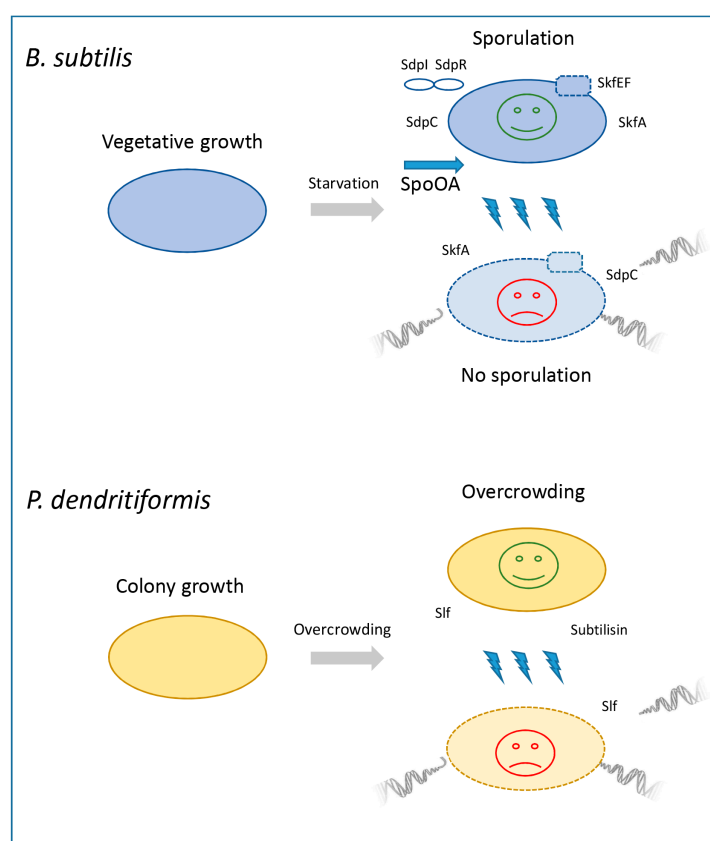 B. subtilis
Sporulation
SdpI SdpR
SkfEF
SdpC
SkfA
Vegetative growth
Starvation
SpoOA
SkfA
SdpC
No sporulation
P. dendritiformis
Overcrowding
Colony growth
Slf
Overcrowding
Subtilisin
Slf